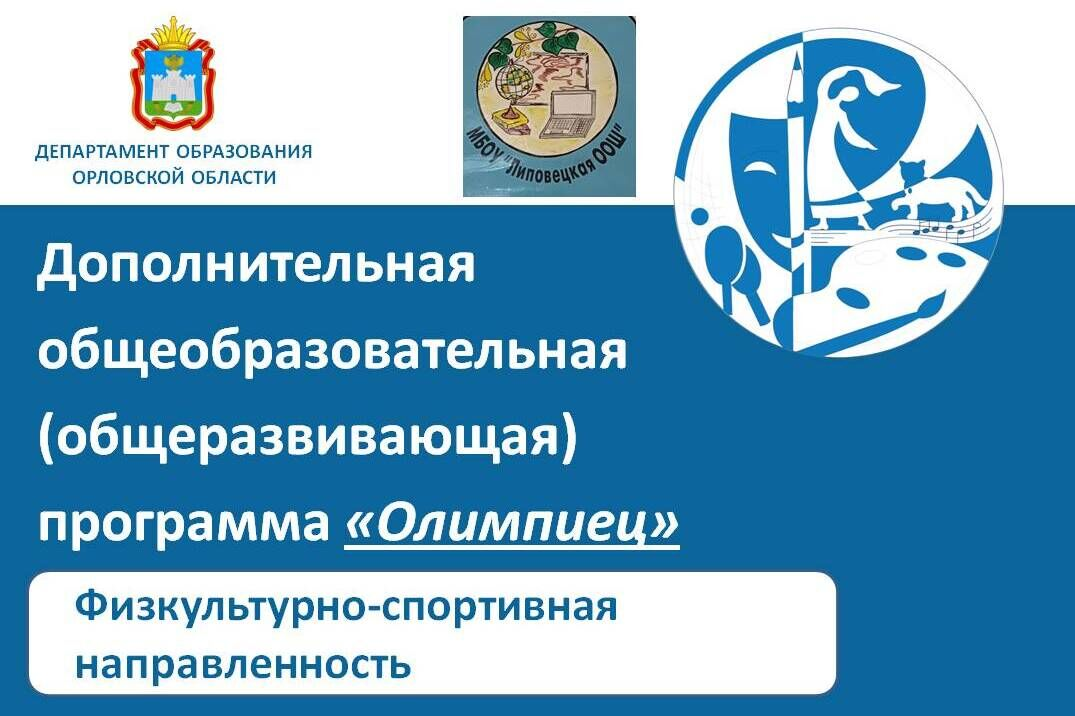 ДЕПАРТАМЕНТ ОБРАЗОВАНИЯ
ОРЛОВСКОЙ ОБЛАСТИ
МБОУ "Липовецкая ООШ"
Дополнительная
общеобразовательная
(общеразвивающая)
программа «Олимпиец»
Физкультурно-спортивная
направленность